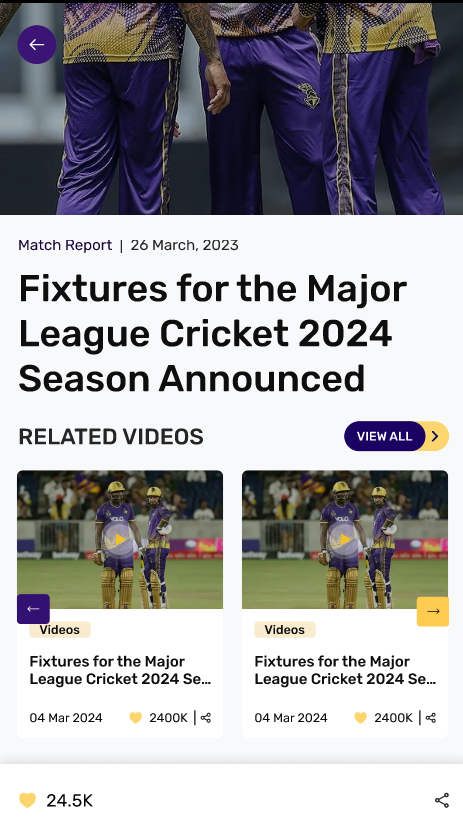 Match Report | 26 March, 2023
Fixtures for the Major
League Cricket 2024
Season Announced
RELATED VIDEOS
VIEW ALL
VOLO
Videos
Fixtures for the Major
League Cricket 2024 Se...
04 Mar 2024
2400K
VOLO
Videos
Fixtures for the Major
League Cricket 2024 Se...
04 Mar 2024
2400K
24.5K